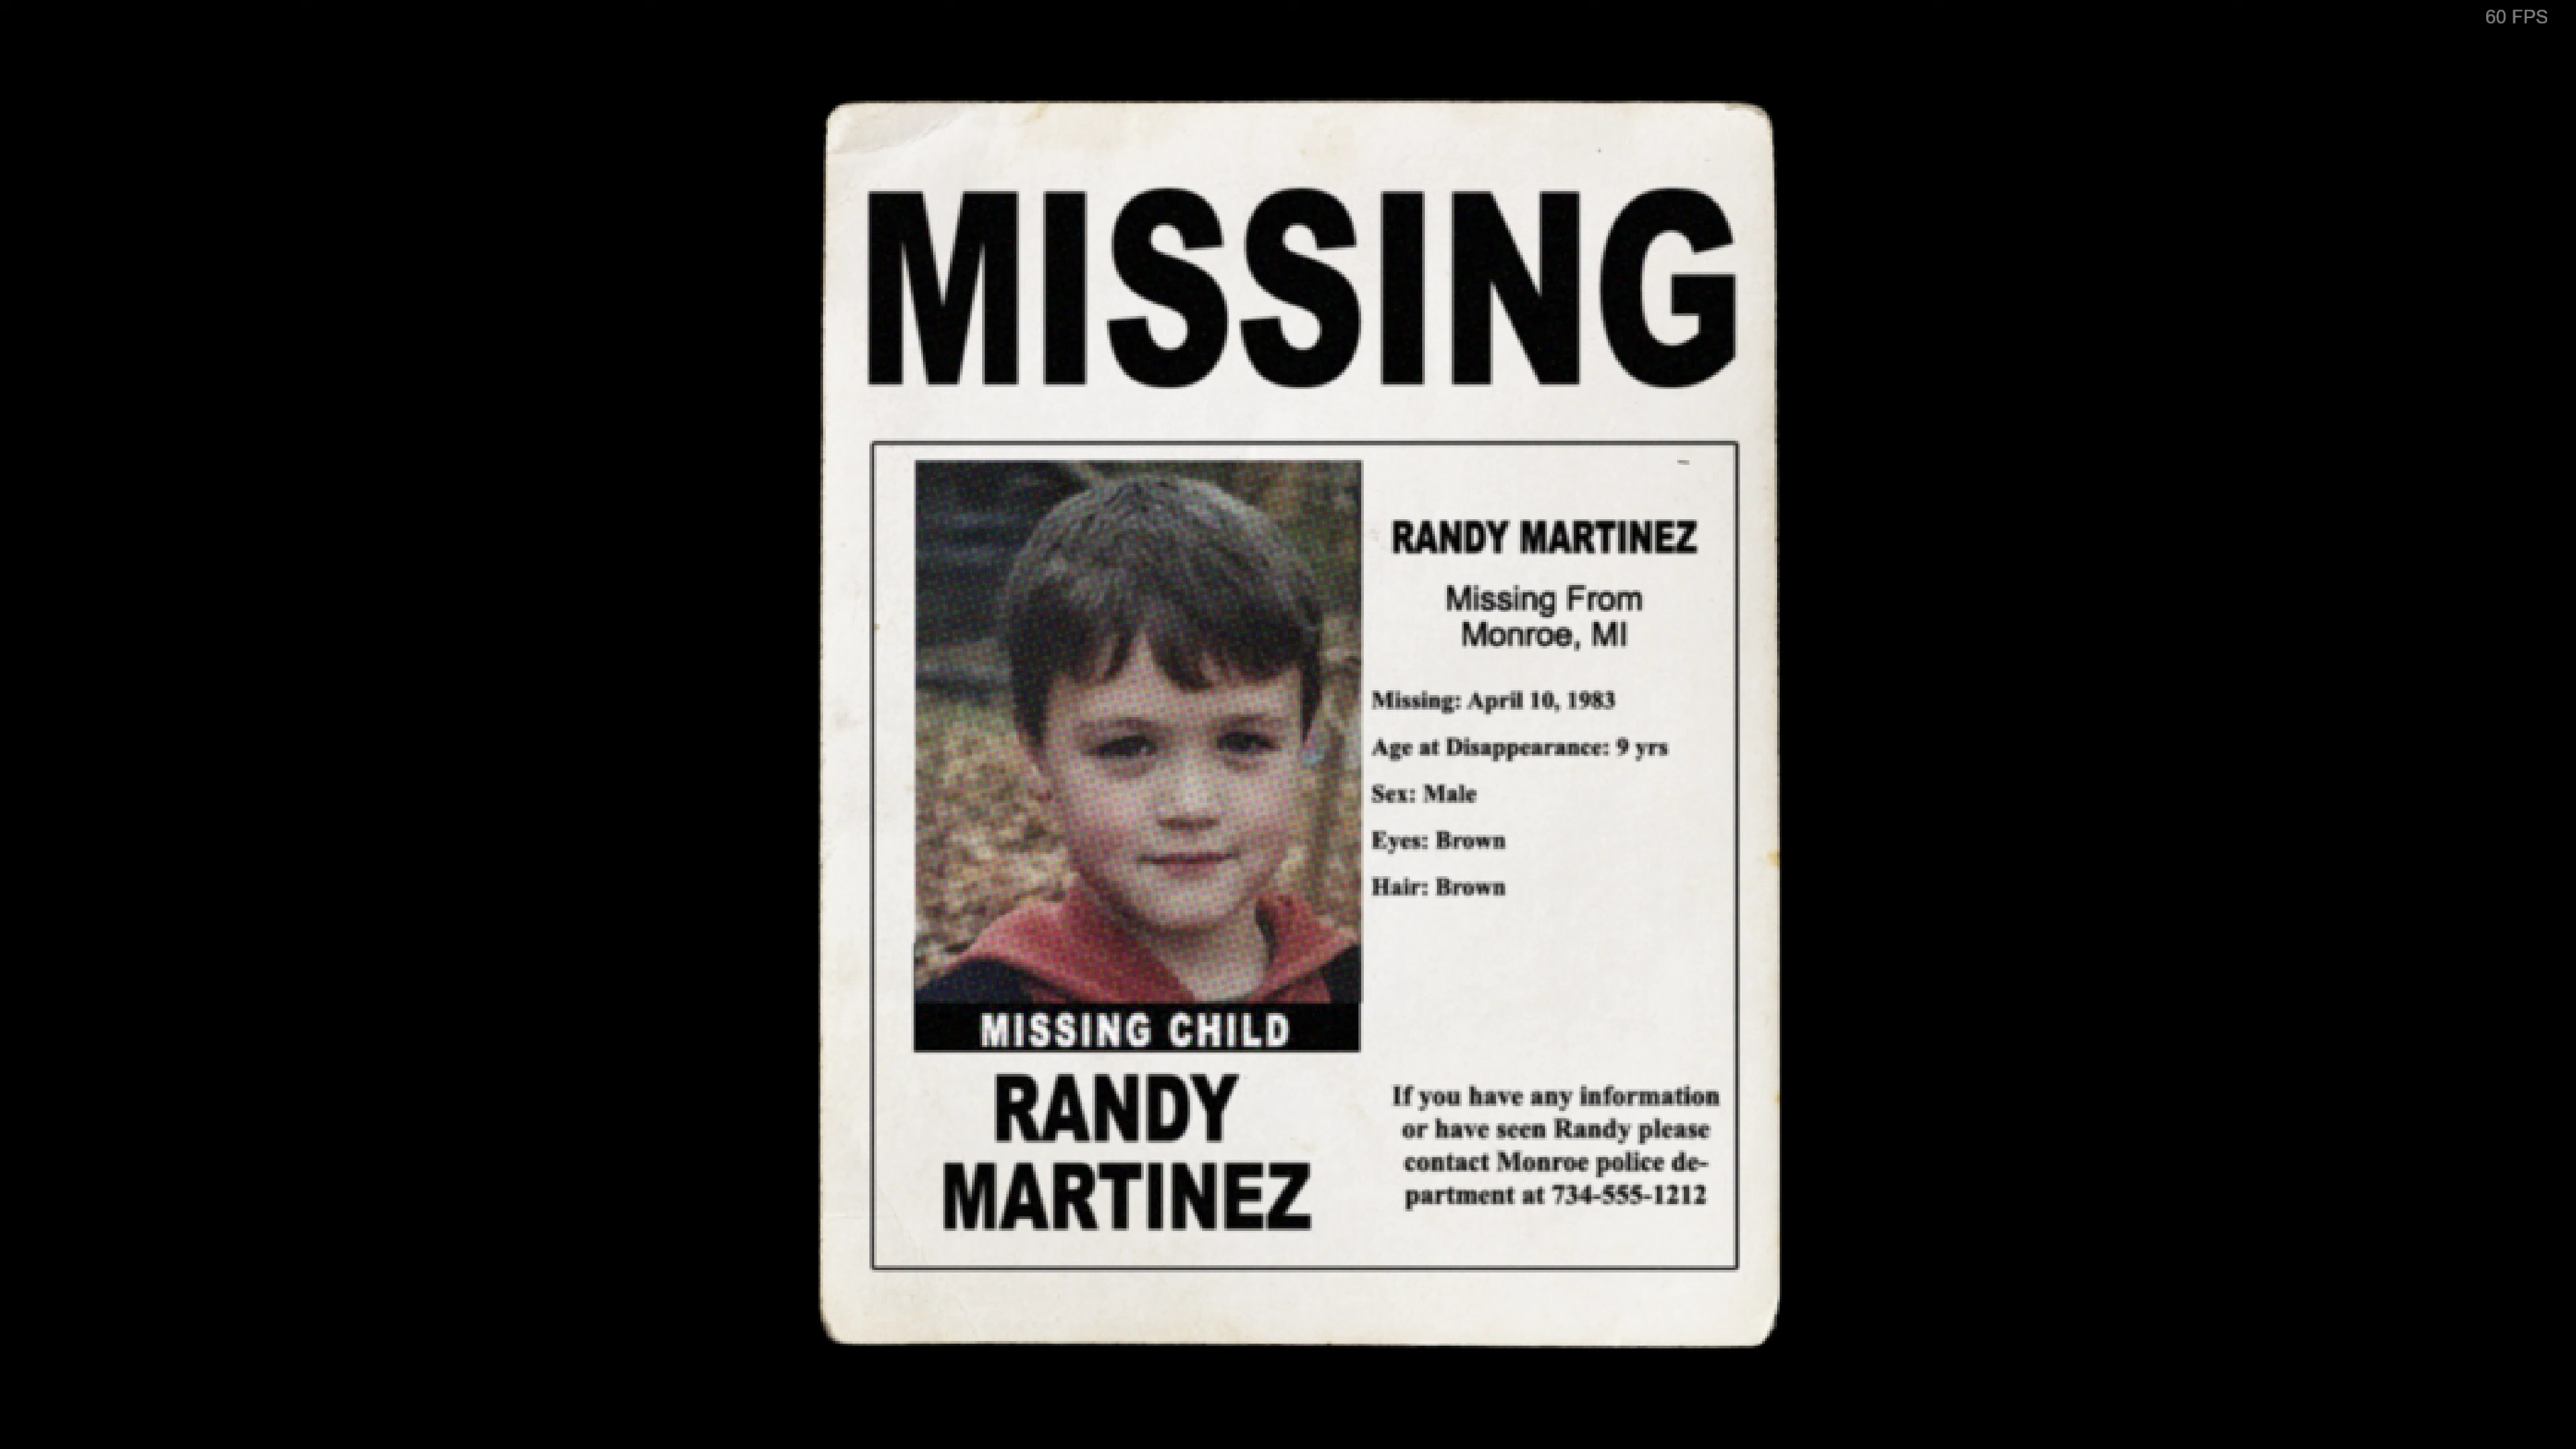 60 FPS
MISSING
RANDY MARTINEZ
Missing From
Monroe, MI
Missing: April 10, 1983
Age at Disappearance: 9 yrs
Sex: Male
Eyes: Brown
Hair: Brown
MISSING CHILD
RANDY
MARTINEZ
If you have any information
or have seen Randy please
contact Monroe police de-
partment at 734-555-1212